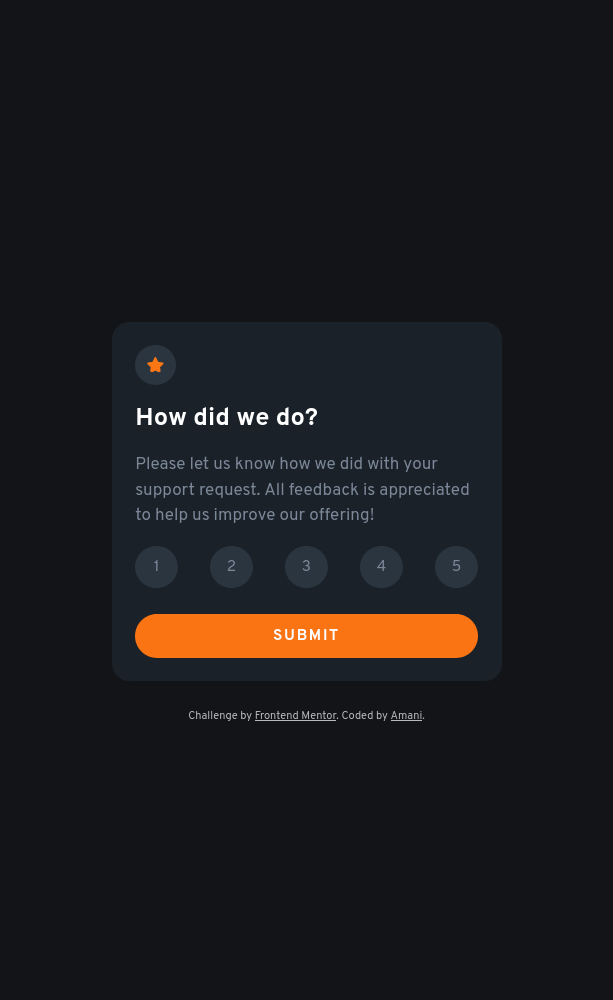 How did we do?
Please let us know how we did with your
support request. All feedback is appreciated
to help us improve our offering!
1 2 3 4 5
SUBMIT
Challenge by Frontend Mentor. Coded by Amani.